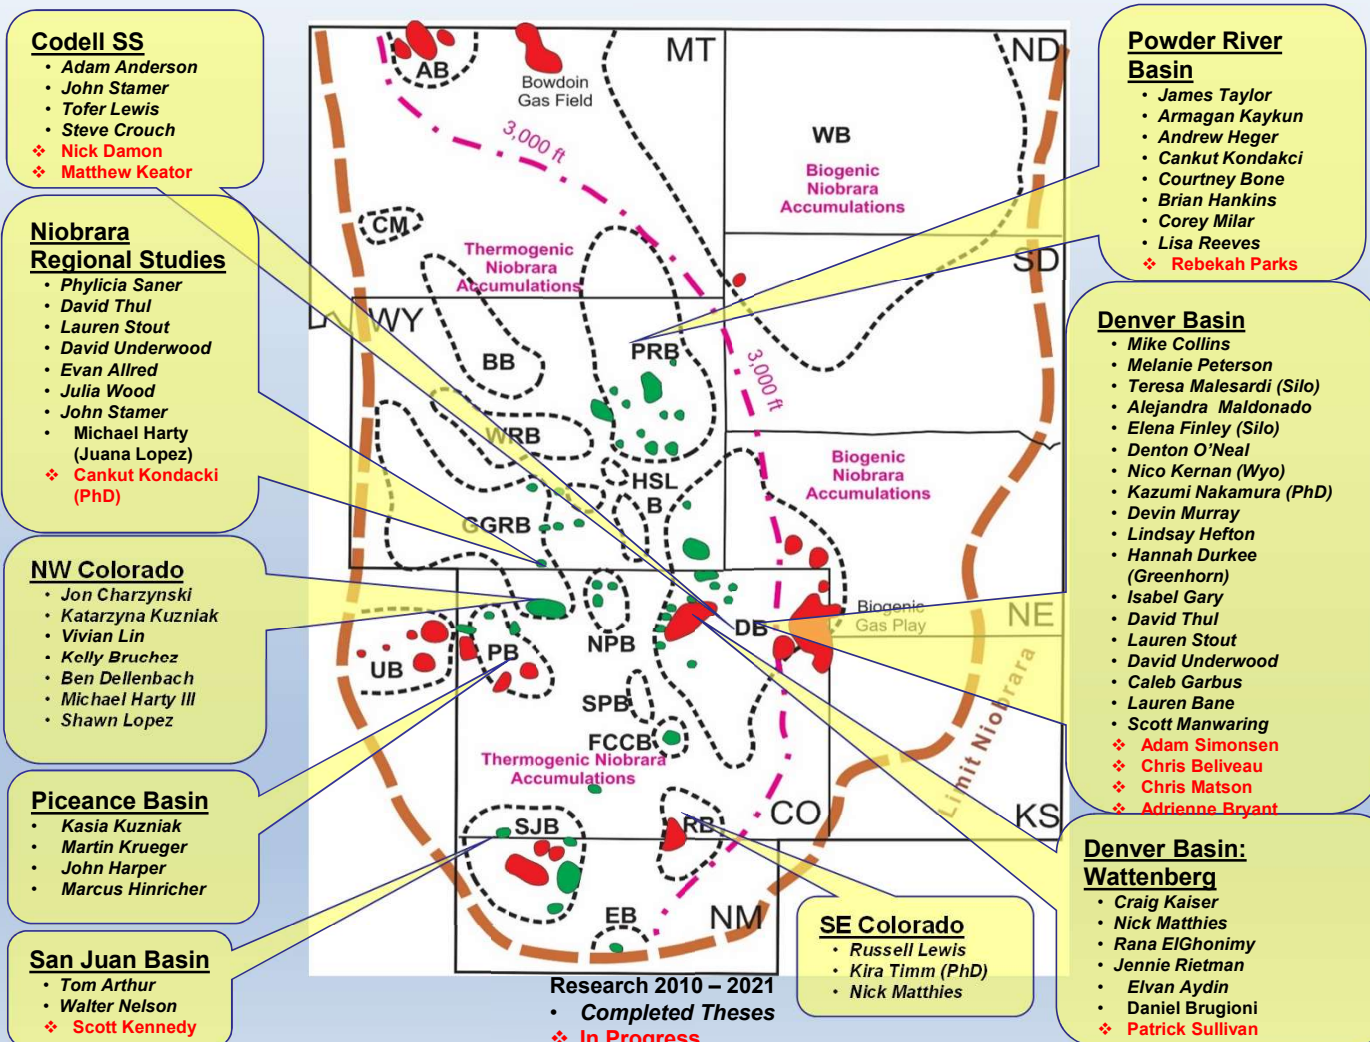 Codell SS
• Adam Anderson
• John Stamer
• Tofer Lewis
• Steve Crouch
❖ Nick Damon
❖ Matthew Keator
Niobrara
Regional Studies
• Phylicia Saner
• David Thul
• Lauren Stout
• David Underwood
• Evan Allred
• Julia Wood
• John Stamer
• Michael Harty
(Juana Lopez)
❖ Cankut Kondacki
(PhD)
NW Colorado
• Jon Charzynski
• Katarzyna Kuzniak
• Vivian Lin
• Kelly Bruchez
• Ben Dellenbach
• Michael Harty III
• Shawn Lopez
Piceance Basin
• Kasia Kuzniak
• Martin Krueger
• John Harper
• Marcus Hinricher
San Juan Basin
• Tom Arthur
• Walter Nelson
❖ Scott Kennedy
MT
ND
AB
Bowdoin
Gas Field
3,000 ft
WB
Biogenic
Niobrara
Accumulations
CM
Thermogenic
Niobrara
Accumulations
SD
WY
BB
PRB
3,000 ft
WRB
HSL
B
Biogenic
Niobrara
Accumulations
GGRB
Biogenic
Gas Play
NE
UB
PB
NPB
DB
SPB
FCCB
Thermogenic Niobrara
Accumulations
Limit Niobrara
CO
KS
SJB
RB
EB
NM
Research 2010 – 2021
• Completed Theses
❖ In Progress
Powder River
Basin
• James Taylor
• Armagan Kaykun
• Andrew Heger
• Cankut Kondakci
• Courtney Bone
• Brian Hankins
• Corey Milar
• Lisa Reeves
❖ Rebekah Parks
Denver Basin
• Mike Collins
• Melanie Peterson
• Teresa Malesardi (Silo)
• Alejandra Maldonado
• Elena Finley (Silo)
• Denton O’Neal
• Nico Kernan (Wyo)
• Kazumi Nakamura (PhD)
• Devin Murray
• Lindsay Hefton
• Hannah Durkee
(Greenhorn)
• Isabel Gary
• David Thul
• Lauren Stout
• David Underwood
• Caleb Garbus
• Lauren Bane
• Scott Manwaring
❖ Adam Simonsen
❖ Chris Beliveau
❖ Chris Matson
❖ Adrienne Bryant
SE Colorado
• Russell Lewis
• Kira Timm (PhD)
• Nick Matthies
Denver Basin:
Wattenberg
• Craig Kaiser
• Nick Matthies
• Rana ElGhonimy
• Jennie Rietman
• Elvan Aydin
• Daniel Brugioni
❖ Patrick Sullivan